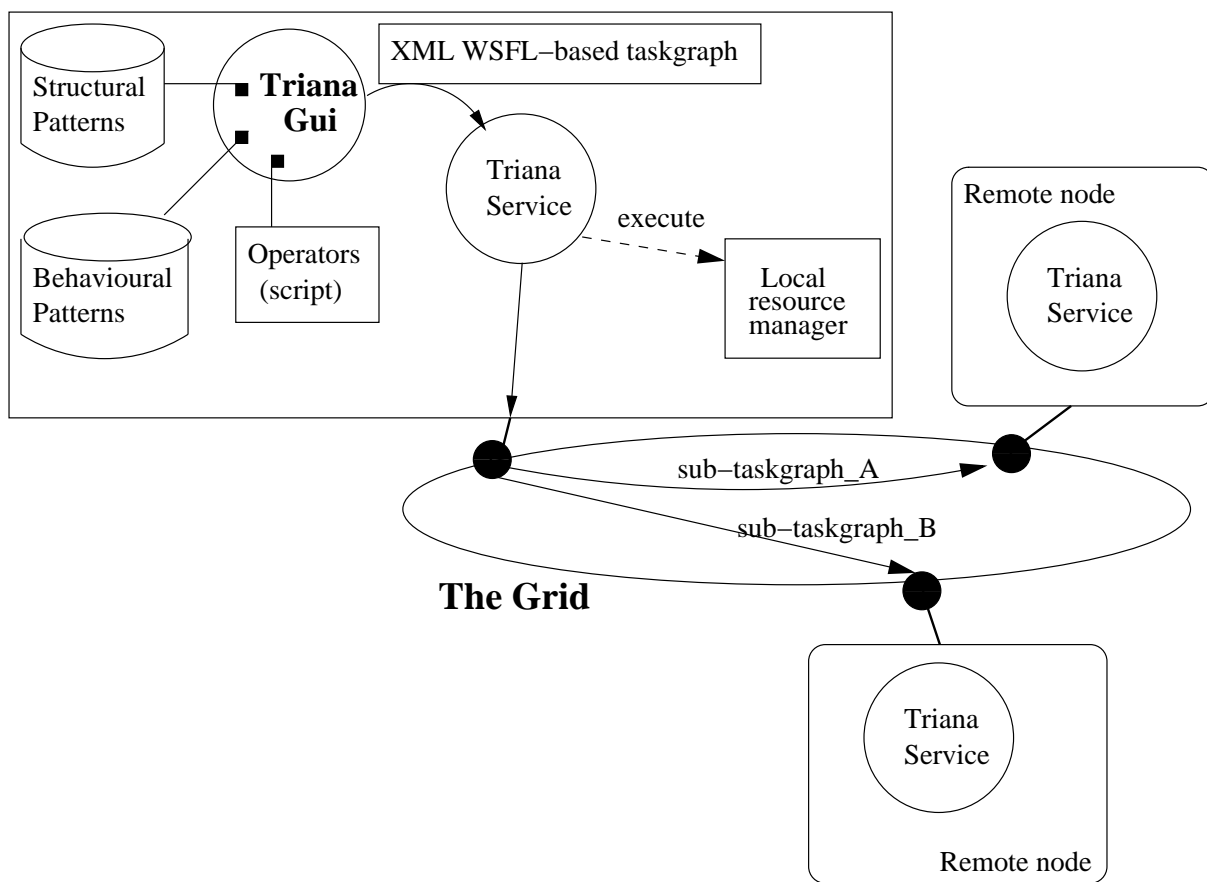 XML WSFL−based taskgraph
Structural
Patterns
Triana
Gui
Triana
Service
Remote node
execute
Operators
(script)
Behavioural
Patterns
Local
resource
manager
Triana
Service
sub−taskgraph_A
sub−taskgraph_B
The Grid
Triana
Service
Remote node